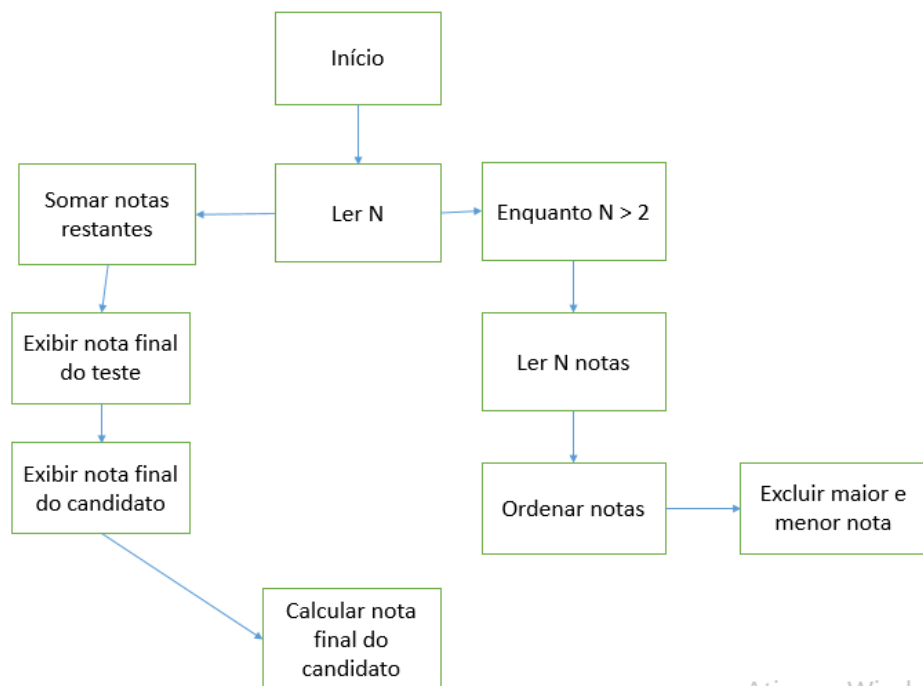 Início
Somar notas
restantes
Ler N
Enquanto N > 2
Exibir nota final
do teste
Ler N notas
Exibir nota final
do candidato
Ordenar notas
Excluir maior e
menor nota
Calcular nota
final do
candidato